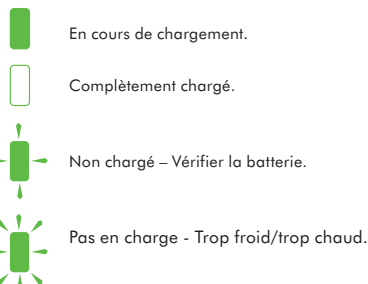 En cours de chargement.
Complètement chargé.
Non chargé – Vérifier la batterie.
Pas en charge - Trop froid/trop chaud.